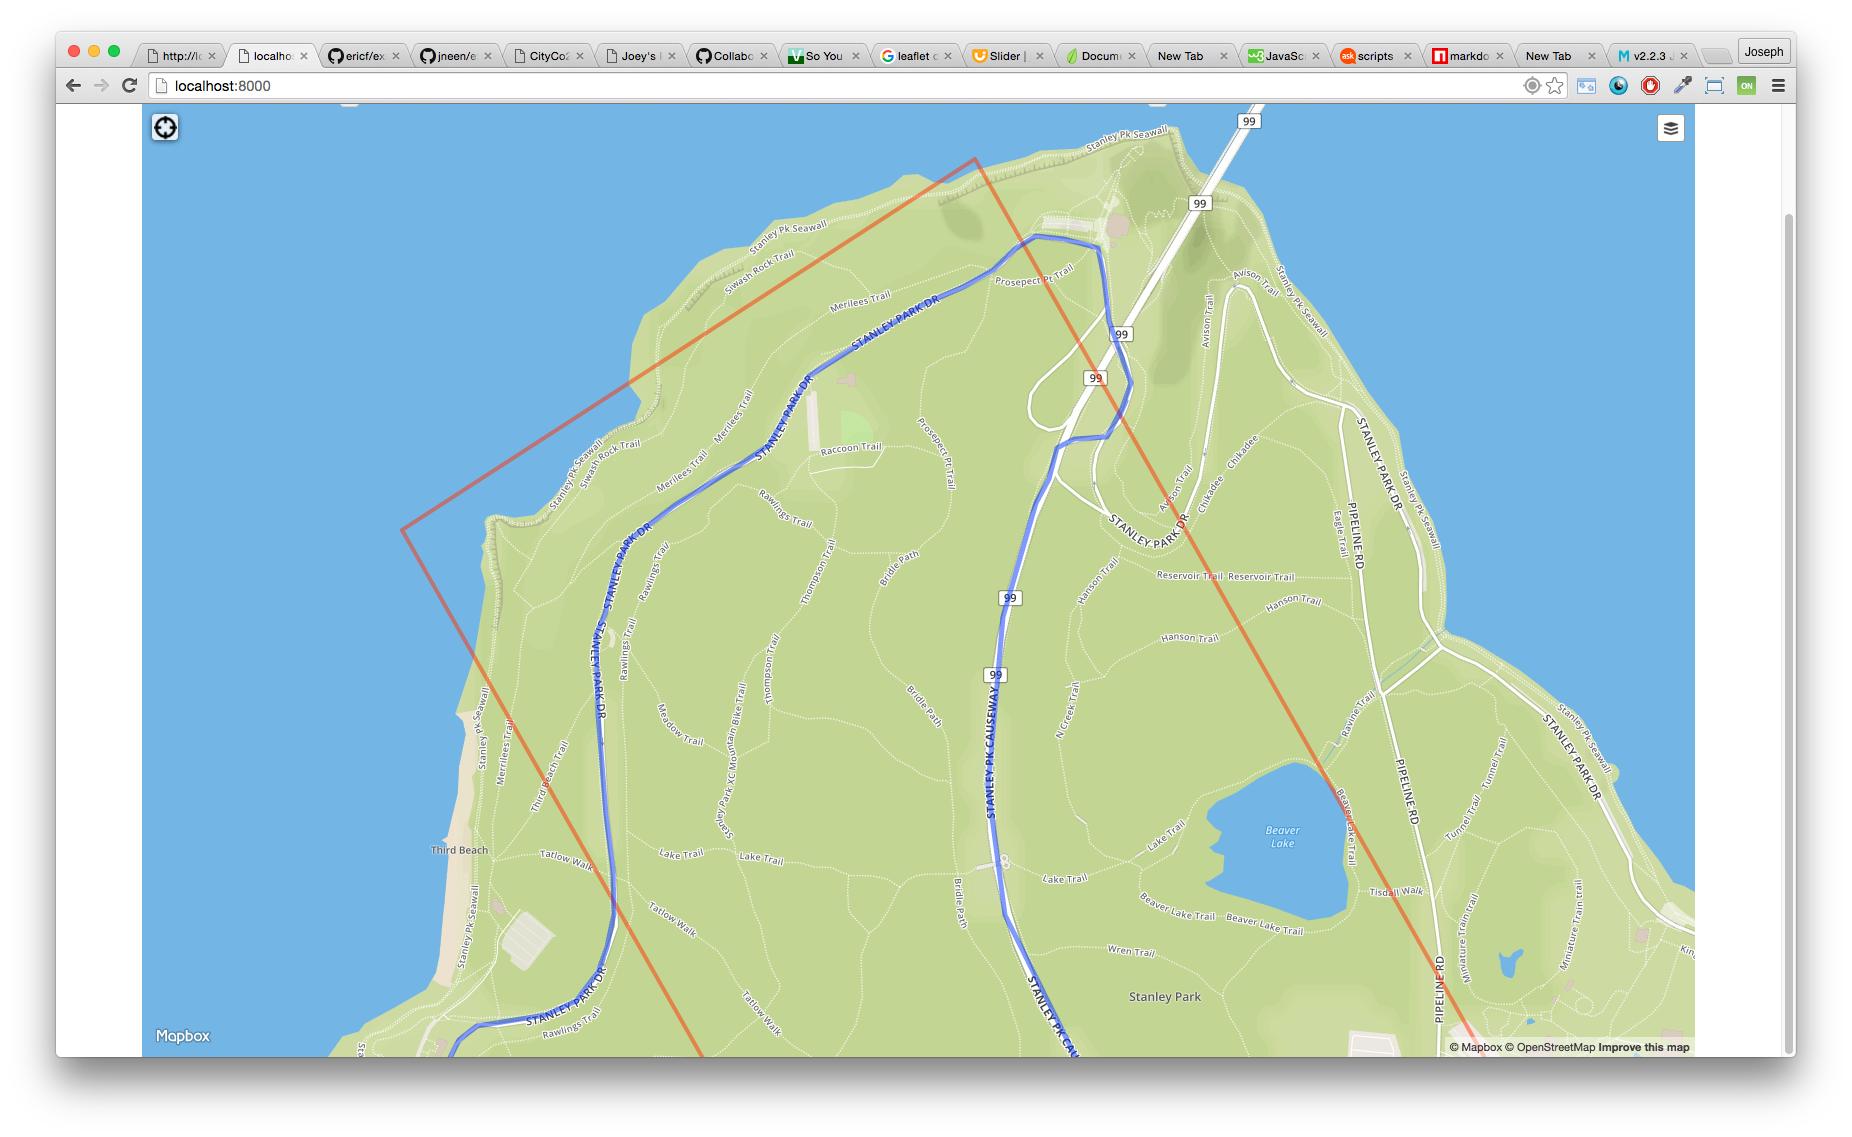 http://lo
localhos
ericf/ex
jneen/e
CityCo2
Joey's
Collabo
So You
leaflet c
Slider |
Docum
New Tab
JavaSc
scripts
markdo
New Tab
v2.2.3 J
Joseph
localhost:8000
ON
99
Stanley Pk Seawall
99
Stanley Pk Seawall
Siwash Rock Trail
Merilees Trail
Prosepect Pt Trail
Avison Trail
Stanley Pk Seawall
STANLEY PARK DR
Avison Trail
99
99
STANLEY PARK DR
Merilees Trail
Raccoon Trail
Prosepect Pt Trail
Stanley Pk Seawall
Siwash Rock Trail
Merilees Trail
Rawlings Trail
Chikadee
Avison Trail
Chikadee
STANLEY PARK DR
Stanley Pk Seawall
STANLEY PARK DR
STANLEY PARK DR
PIPELINE RD
Eagle Trail
Rawlings Trail
Thompson Trail
Bridle Path
Hanson Trail
Reservoir Trail
Reservoir Trail
99
Hanson Trail
Hanson Trail
STANLEY PARK DR
Rawlings Trail
Thompson Trail
99
Bridle Path
Stanley Pk Seawall
Merrilees Trail
Meadow Trail
Stanley Park XC Mountain Bike Trail
STANLEY PK CAUSEWAY
N Creek Trail
Ravine Trail
Stanley Pk Seawall
STANLEY PARK DR
Third Beach Trail
PIPELINE RD
Tunnel Trail
Tunnel Trail
Beaver Lake Trail
Beaver
Lake
Lake Trail
Third Beach
Tatlow Walk
Lake Trail
Lake Trail
Lake Trail
Bridle Path
Tisdall Walk
Beaver Lake Trail
Beaver Lake Trail
Stanley Pk Seawall
Tatlow Walk
Wren Trail
Miniature Train trail
Miniature Train trail
PIPELINE RD
Stanley Park
STANLEY PARK DR
Rawlings Trail
Tatlow Walk
STANLEY PK CAU
Kin
Sta
Mapbox
© Mapbox © OpenStreetMap Improve this map